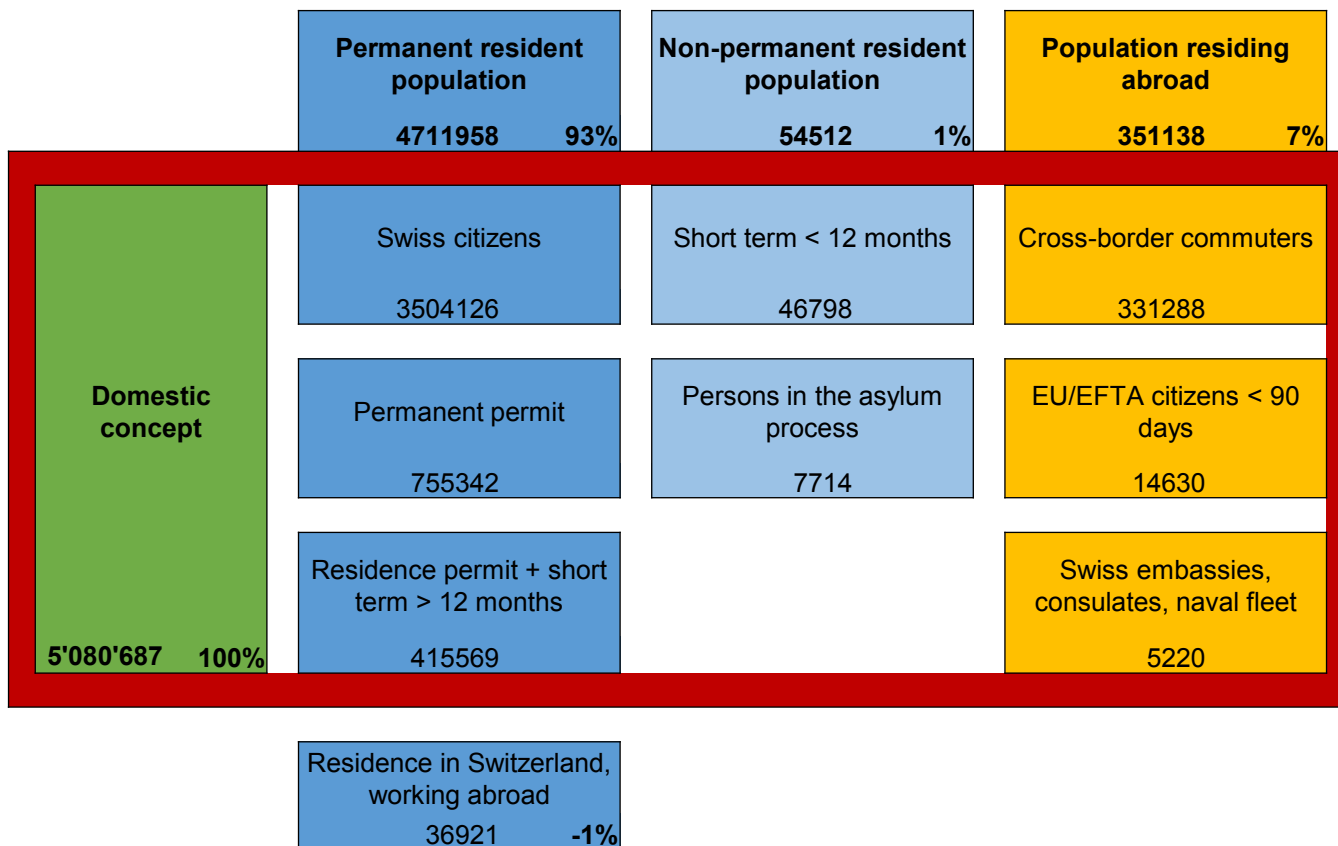 Permanent resident
population
4711958 93%
Non-permanent resident
population
54512 1%
Population residing
abroad
351138 7%
Domestic
concept
5'080'687 100%
Swiss citizens
3504126
Short term < 12 months
46798
Cross-border commuters
331288
Permanent permit
755342
Persons in the asylum
process
7714
EU/EFTA citizens < 90
days
14630
Residence permit + short
term > 12 months
415569
Swiss embassies,
consulates, naval fleet
5220
Residence in Switzerland,
working abroad
36921 -1%